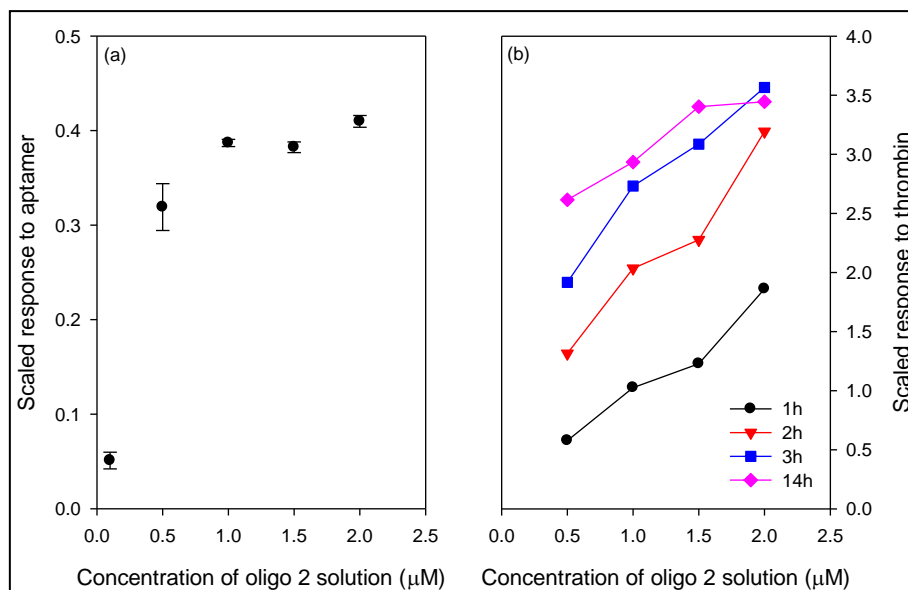 (a)
0.5
0.4
0.3
0.2
0.1
0.0
Scaled response to aptamer
0.0 0.5 1.0 1.5 2.0 2.5
Concentration of oligo 2 solution (μM)
(b)
4.0
3.5
3.0
2.5
2.0
1.5
1.0
0.5
0.0
Scaled response to thrombin
1h
2h
3h
14h
0.0 0.5 1.0 1.5 2.0 2.5
Concentration of oligo 2 solution (μM)